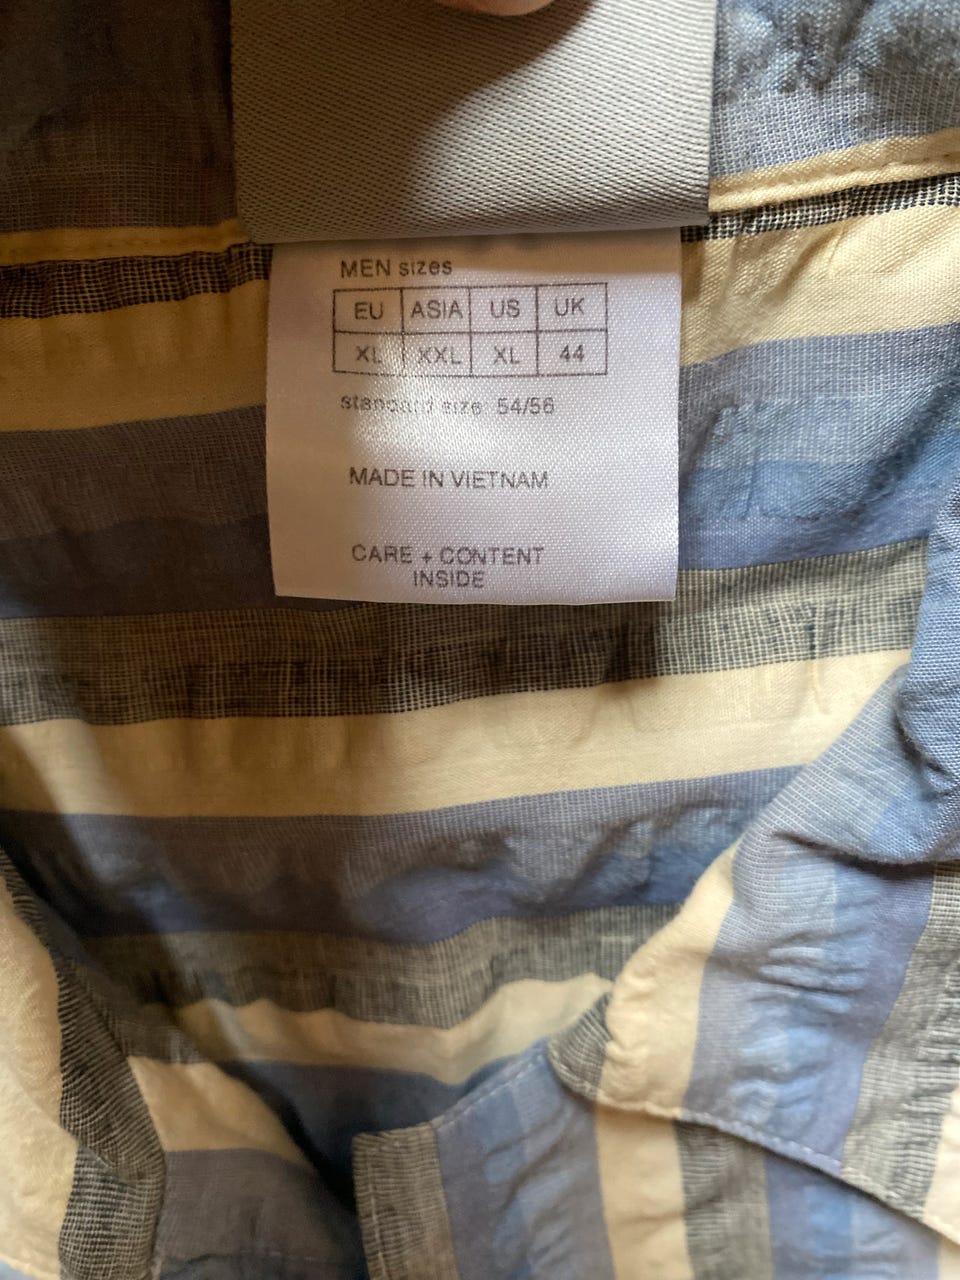 MEN sizes
EU ASIA US UK
XL XXL XL 44
standard size 54/56
MADE IN VIETNAM
CARE + CONTENT
INSIDE